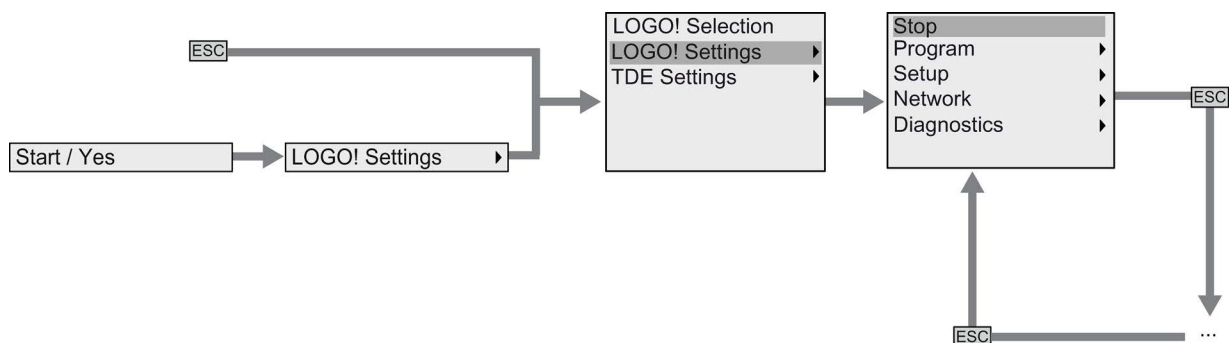 ESC
Start / Yes
LOGO! Settings
LOGO! Selection
LOGO! Settings
TDE Settings
Stop
Program
Setup
Network
Diagnostics
ESC
ESC
...